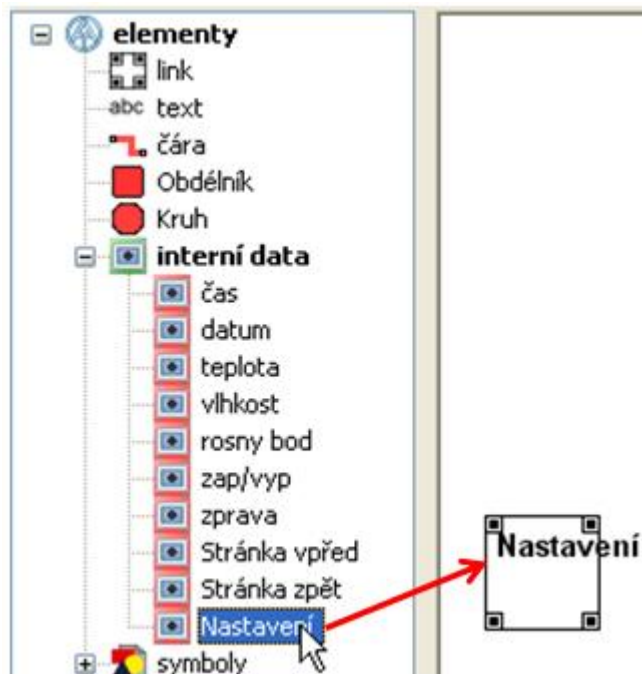 elementy
link
abc text
čára
Obdélník
Kruh
interní data
čas
datum
teplota
vlhkost
rosny bod
zap/vyp
zprava
Stránka vpřed
Stránka zpět
Nastavení
symboly
Nastavení